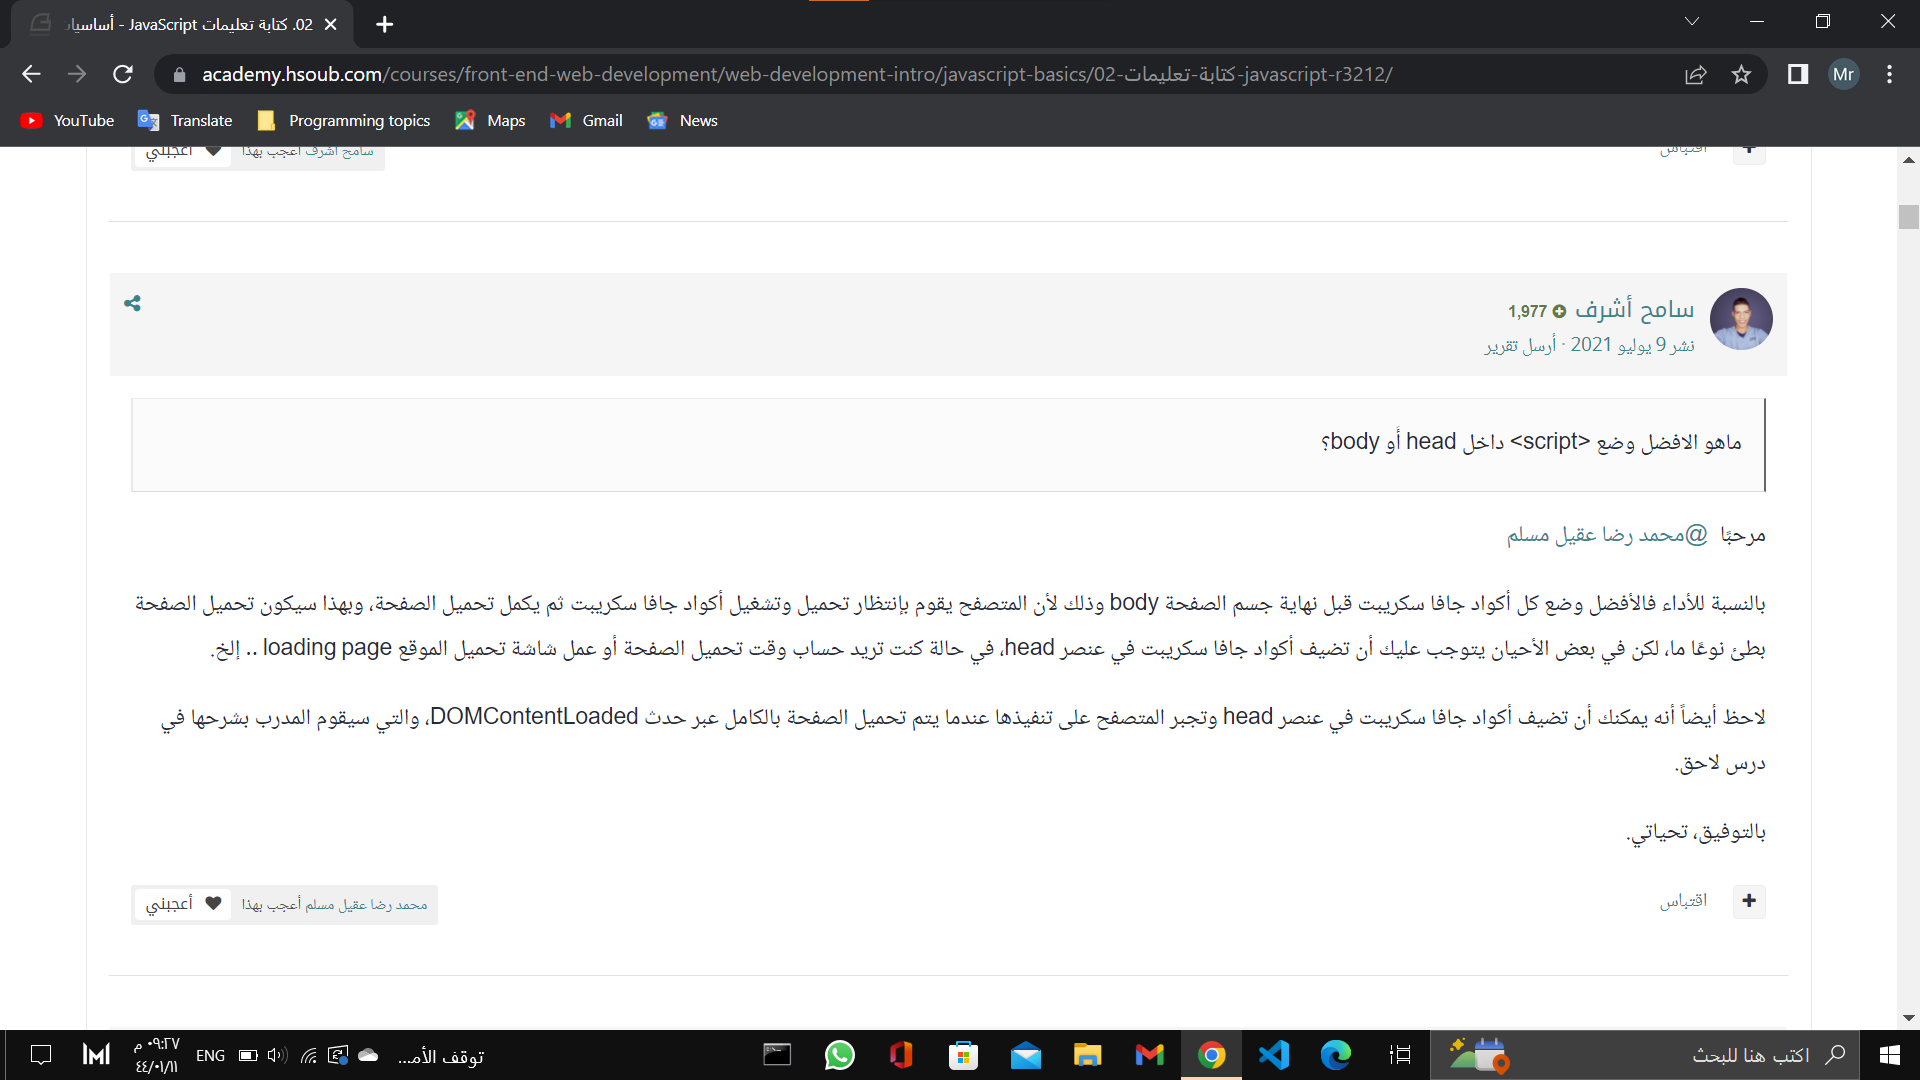 02. كتابة تعليمات JavaScript - أساسيات
academy.hsoub.com/courses/front-end-web-development/web-development-intro/javascript-basics/02-كتابة-تعليمات-javascript-r3212/
Mr
YouTube
Translate
Programming topics
Maps
Gmail
News
اقتباس
سامح أشرف أعجب بهذا
أعجبني
سامح أشرف
1,977
نشر 9 يوليو 2021 · أرسل تقرير
ماهو الافضل وضع <script> داخل head أو body؟
مرحبًا @محمد رضا عقيل مسلم
بالنسبة للأداء فالأفضل وضع كل أكواد جافا سكريبت قبل نهاية جسم الصفحة body وذلك لأن المتصفح يقوم بإنتظار تحميل وتشغيل أكواد جافا سكريبت ثم يكمل تحميل الصفحة، وبهذا سيكون تحميل الصفحة
بطئ نوعًا ما، لكن في بعض الأحيان يتوجب عليك أن تضيف أكواد جافا سكريبت في عنصر head، في حالة كنت تريد حساب وقت تحميل الصفحة أو عمل شاشة تحميل الموقع loading page .. إلخ.
لاحظ أيضاً أنه يمكنك أن تضيف أكواد جافا سكريبت في عنصر head وتجبر المتصفح على تنفيذها عندما يتم تحميل الصفحة بالكامل عبر حدث DOMContentLoaded، والتي سيقوم المدرب بشرحها في
درس لاحق.
بالتوفيق، تحياتي.
اقتباس
محمد رضا عقيل مسلم أعجب بهذا
أعجبني
اكتب هنا للبحث
توقف الأم...
ENG
٠٩:٢٧ م
٤٤/٠١/١١